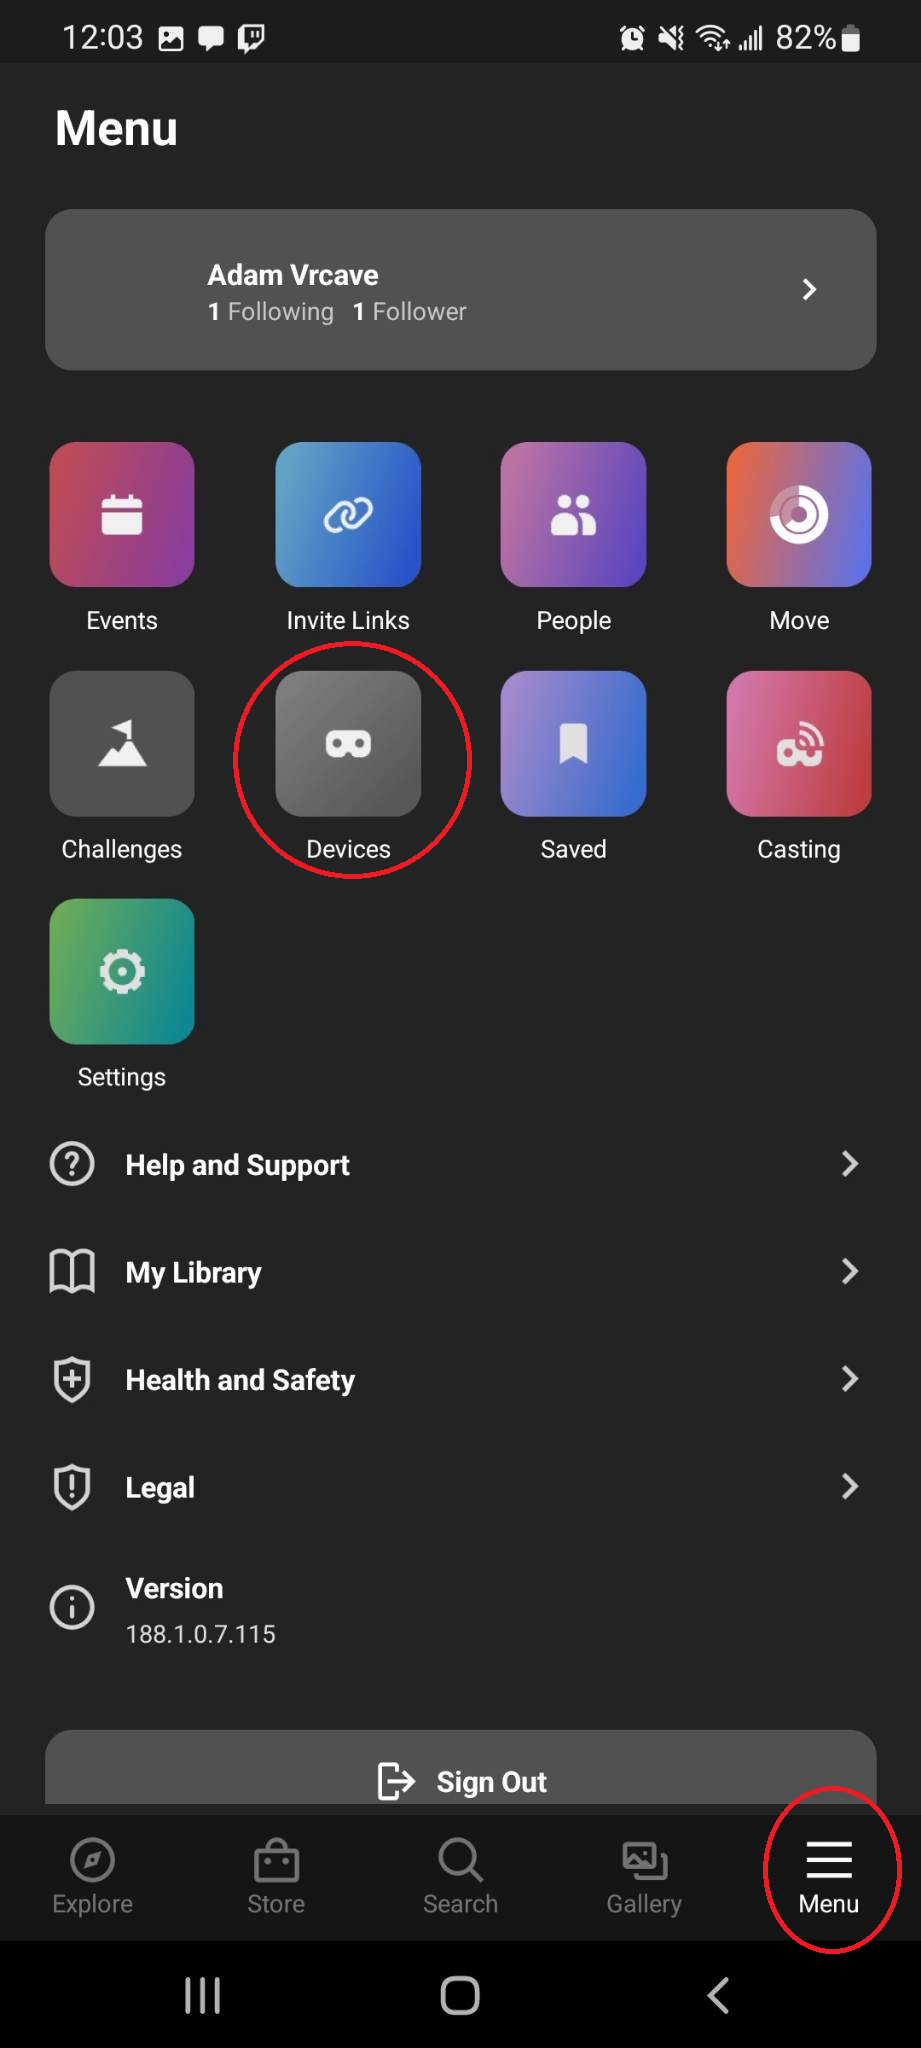 12:03 82%
Menu
Adam Vrcave
1 Following 1 Follower
Events Invite Links People Move
Challenges Devices Saved Casting
Settings
Help and Support
My Library
Health and Safety
Legal
Version
188.1.0.7.115
Sign Out
Explore Store Search Gallery Menu